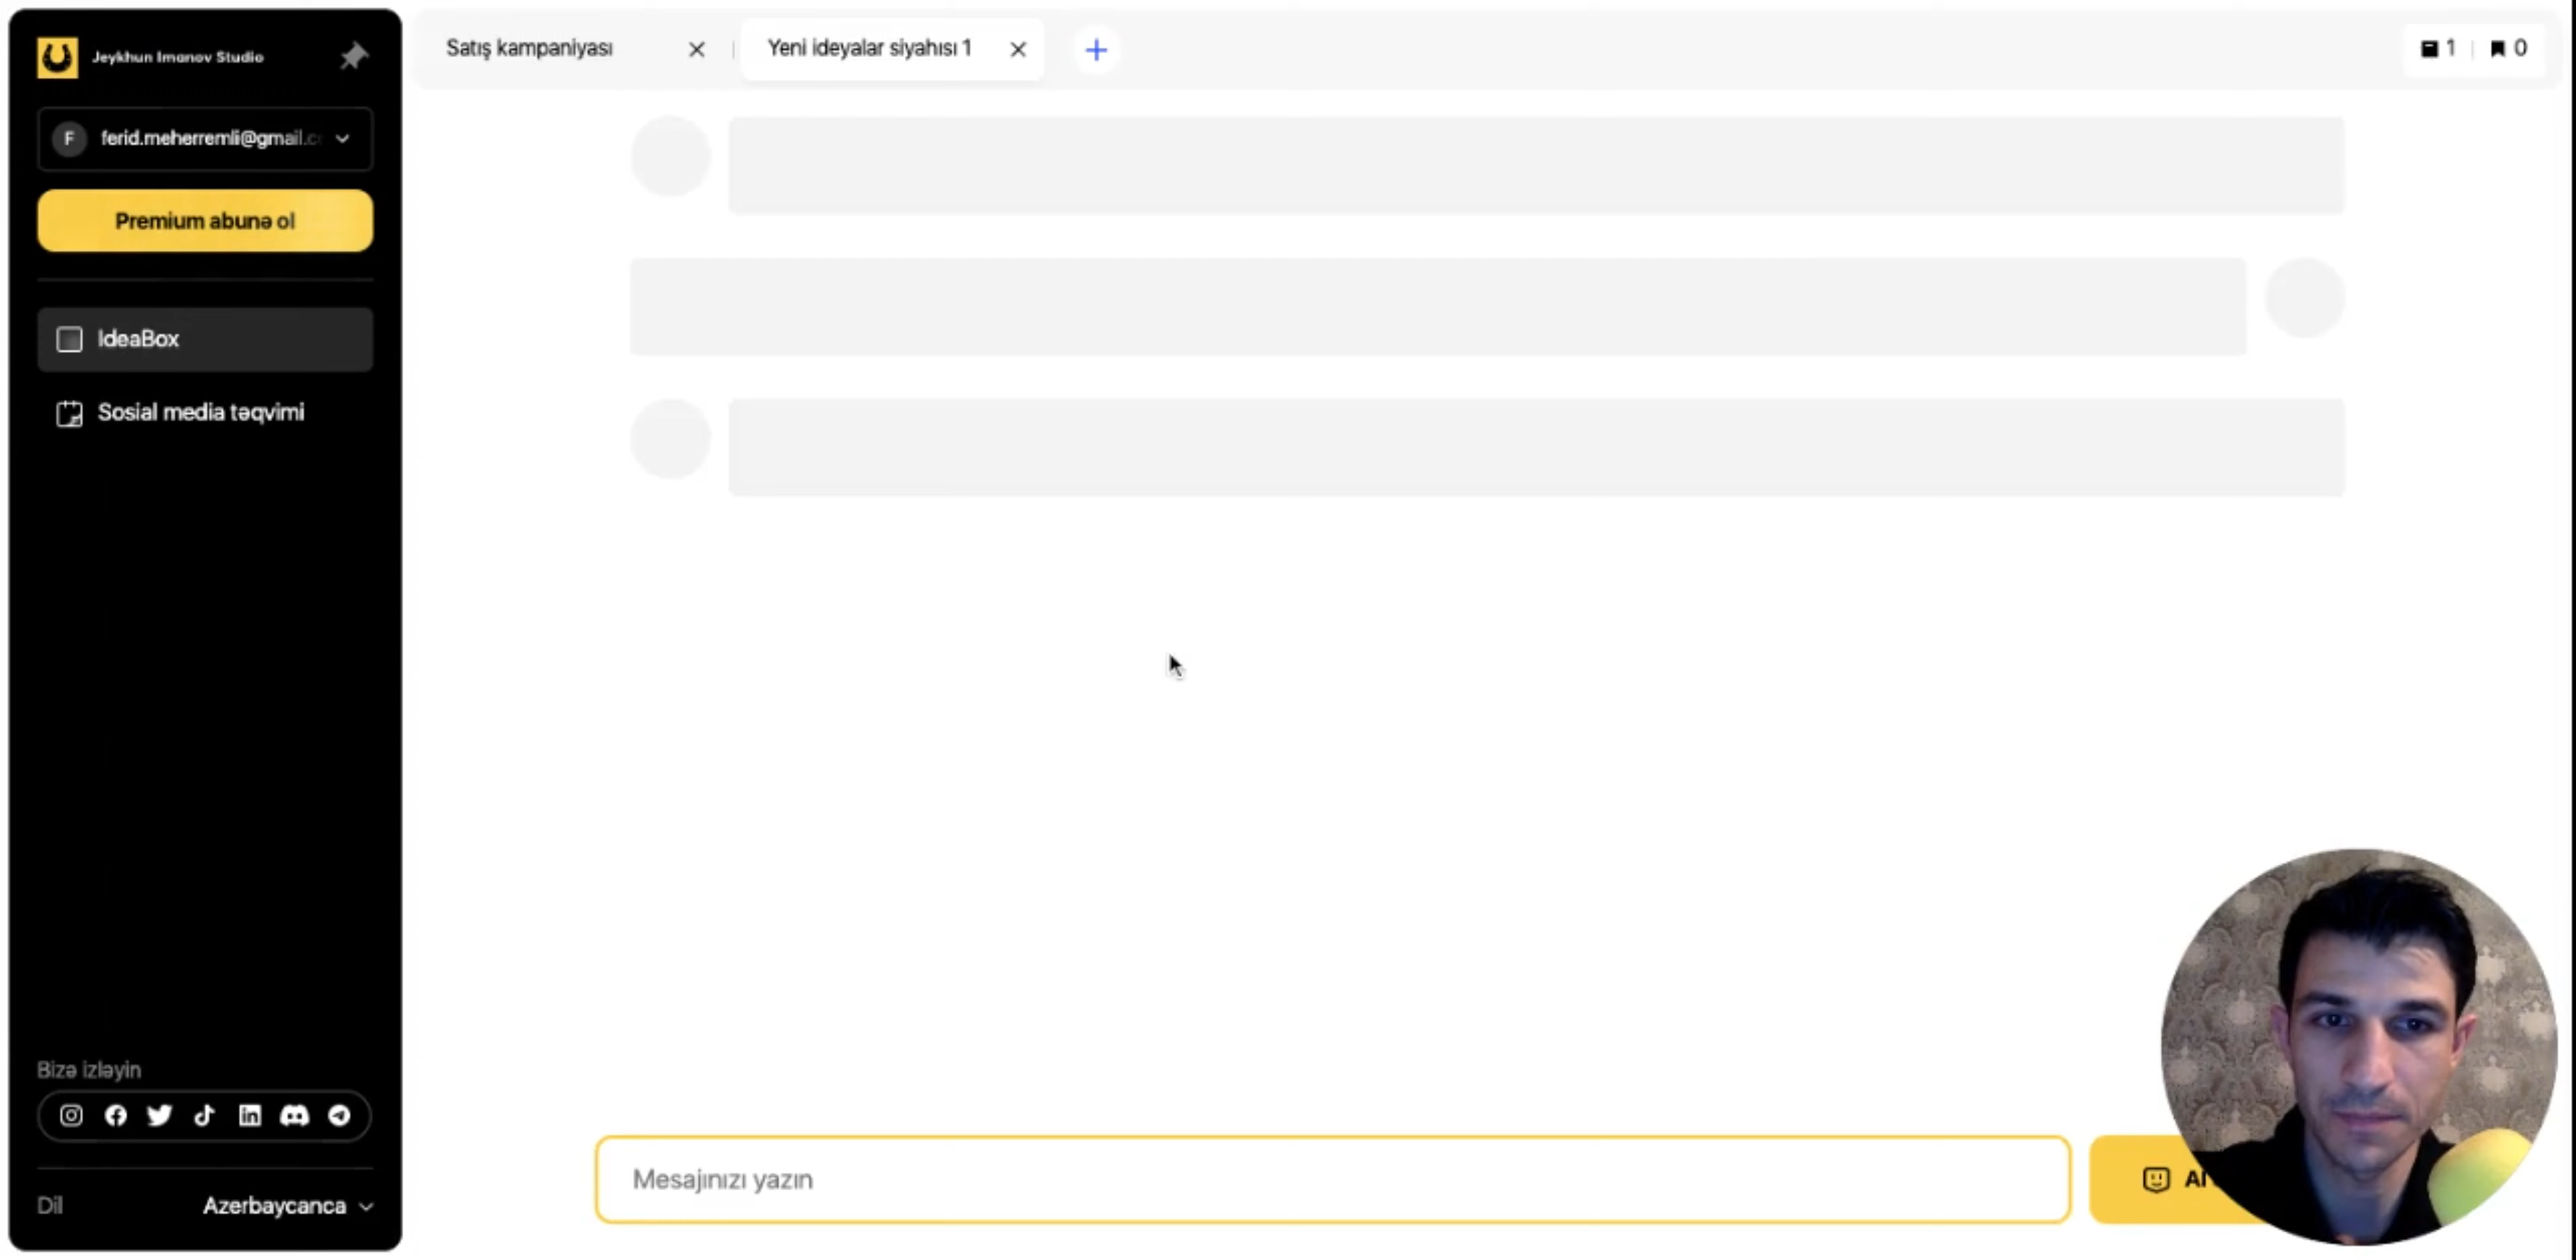 Jeykhun Imanov Studio
F
ferid.meherremli@gmail.c
Premium abunə ol
IdeaBox
Sosial media təqvimi
Bizə izləyin
Dil
Azerbaycanca
Satış kampaniyası
Yeni ideyalar siyahısı 1
1
0
Mesajınızı yazın
AI